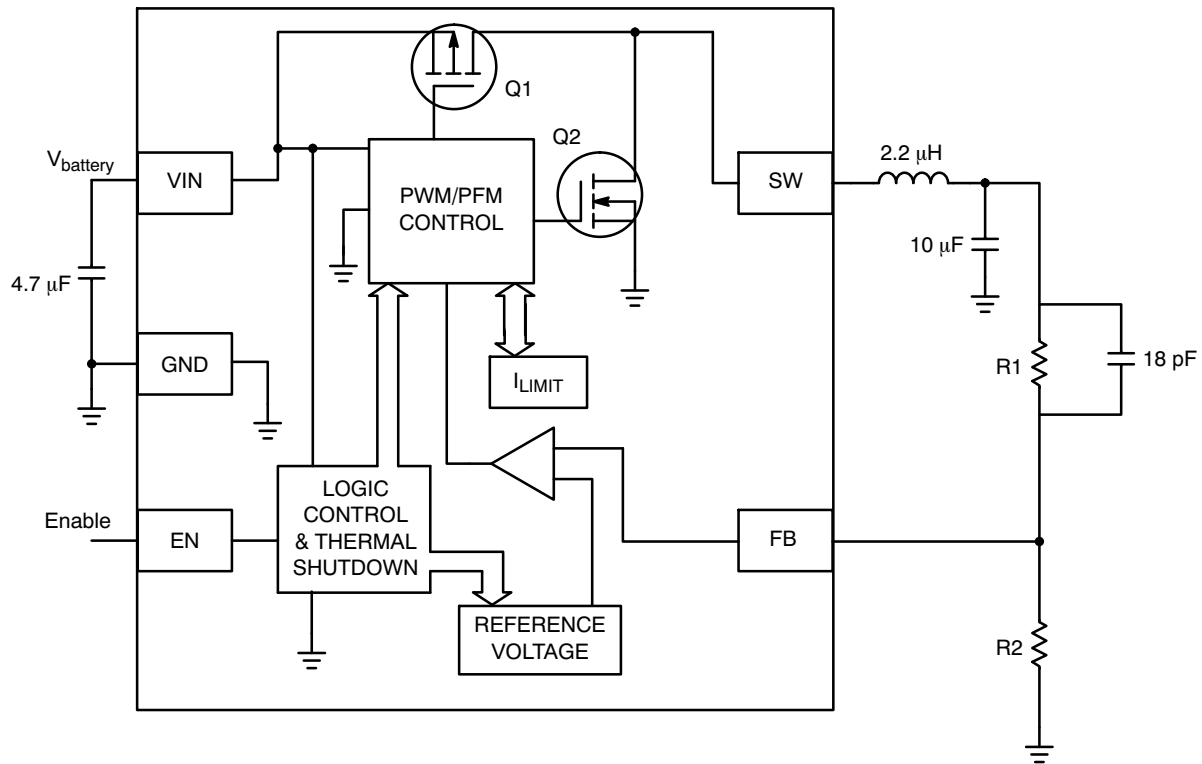 Q1
Q2
V_battery
VIN
PWM/PFM
CONTROL
SW
2.2 μH
10 μF
4.7 μF
GND
I_LIMIT
R1
18 pF
LOGIC
CONTROL
& THERMAL
SHUTDOWN
Enable
EN
FB
REFERENCE
VOLTAGE
R2